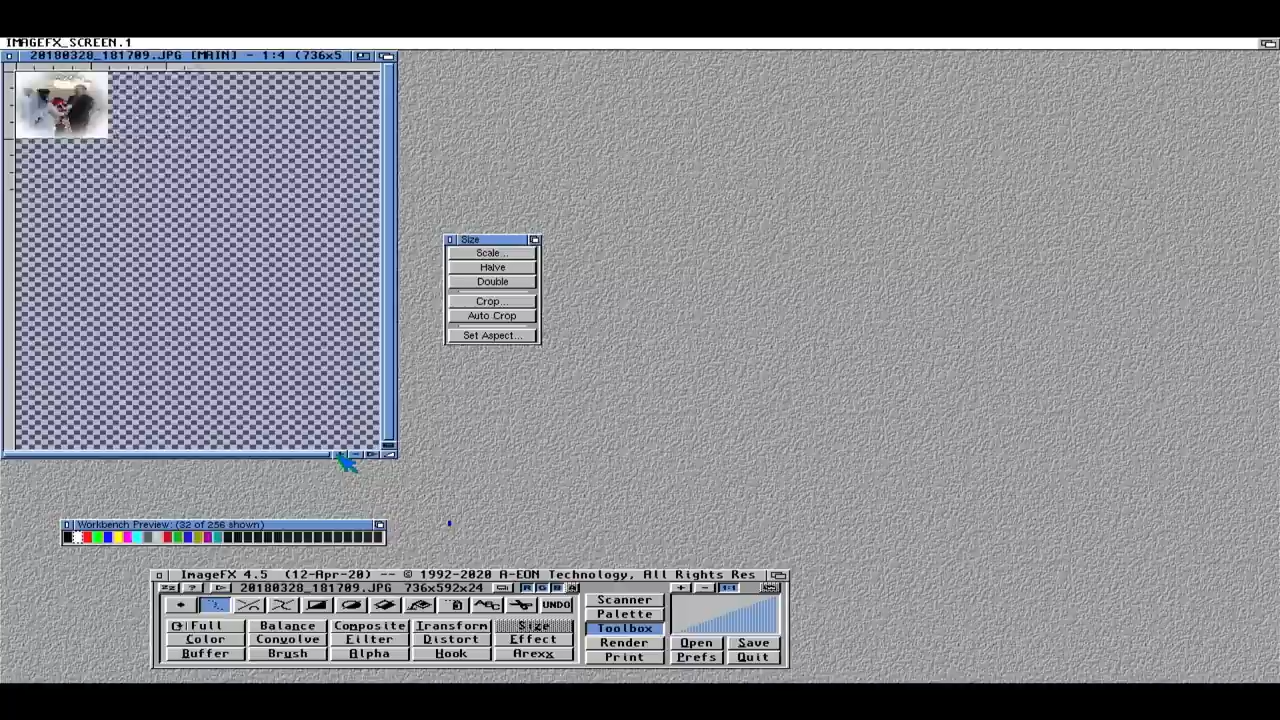 IMAGEFX_SCREEN.1
20180328_181709.JPG [MAIN] - 1:4 (736x5
Size
Scale...
Halve
Double
Crop...
Auto Crop
Set Aspect...
Workbench Preview: (32 of 256 shown)
ImageFX 4.5 (12-Apr-20) -- © 1992-2020 A-EON Technology, All Rights Res
? 20180328_181709.JPG 736x592x24 R G B A + - 1:1
UNDO
Full Balance Composite Transform Size
Color Convolve Filter Distort Effect
Buffer Brush Alpha Hook Arexx
Scanner
Palette
Toolbox
Render Open Save
Print Prefs Quit